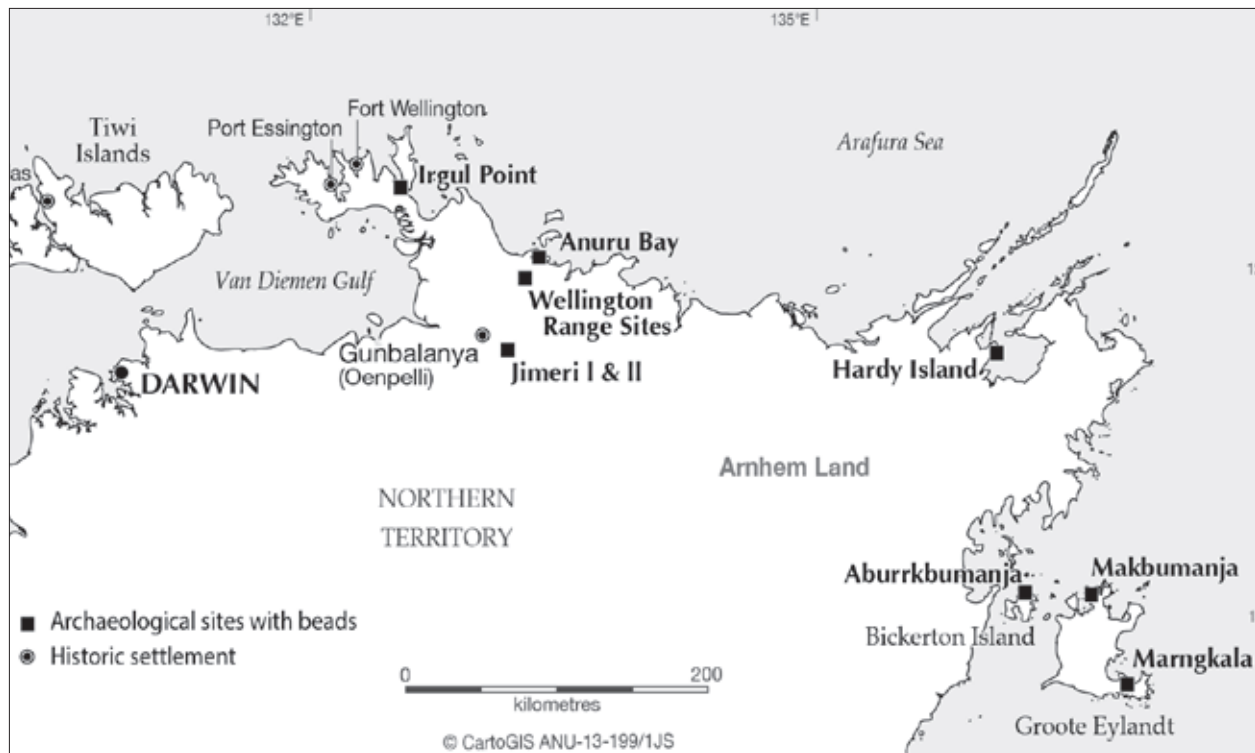 132°E
135°E
Fort Wellington
Port Essington
Tiwi
Islands
Arafura Sea
as
Irgul Point
Anuru Bay
Van Diemen Gulf
Wellington
Range Sites
Gunbalanya
(Oenpelli)
Jimeri I & II
Hardy Island
DARWIN
Arnhem Land
NORTHERN
TERRITORY
Aburrkbumanja
Makbumanja
Archaeological sites with beads
Bickerton Island
Historic settlement
Marngkala
0 200
kilometres
Groote Eylandt
© CartoGIS ANU-13-199/1JS